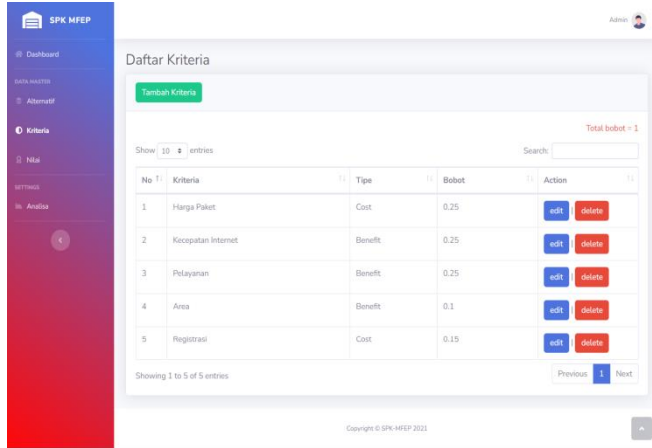 SPK MFEP
Admin
Dashboard
DATA MASTER
Alternatif
Kriteria
Nilai
SETTINGS
Analisa
Daftar Kriteria
Tambah Kriteria
Total bobot = 1
Show 10 entries
Search:
No Kriteria Tipe Bobot Action
1 Harga Paket Cost 0.25 edit | delete
2 Kecepatan Internet Benefit 0.25 edit | delete
3 Pelayanan Benefit 0.25 edit | delete
4 Area Benefit 0.1 edit | delete
5 Registrasi Cost 0.15 edit | delete
Showing 1 to 5 of 5 entries
Previous 1 Next
Copyright © SPK-MFEP 2021